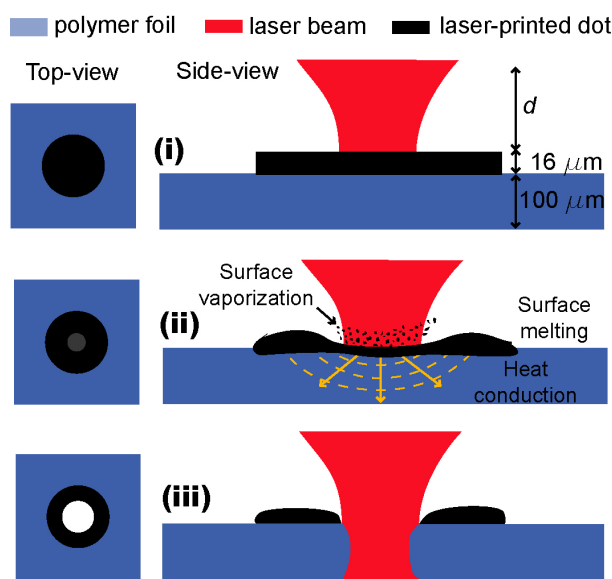 polymer foil laser beam laser-printed dot
Top-view Side-view
d
(i)
16 μm
100 μm
Surface
vaporization
(ii)
Surface
melting
Heat
conduction
(iii)